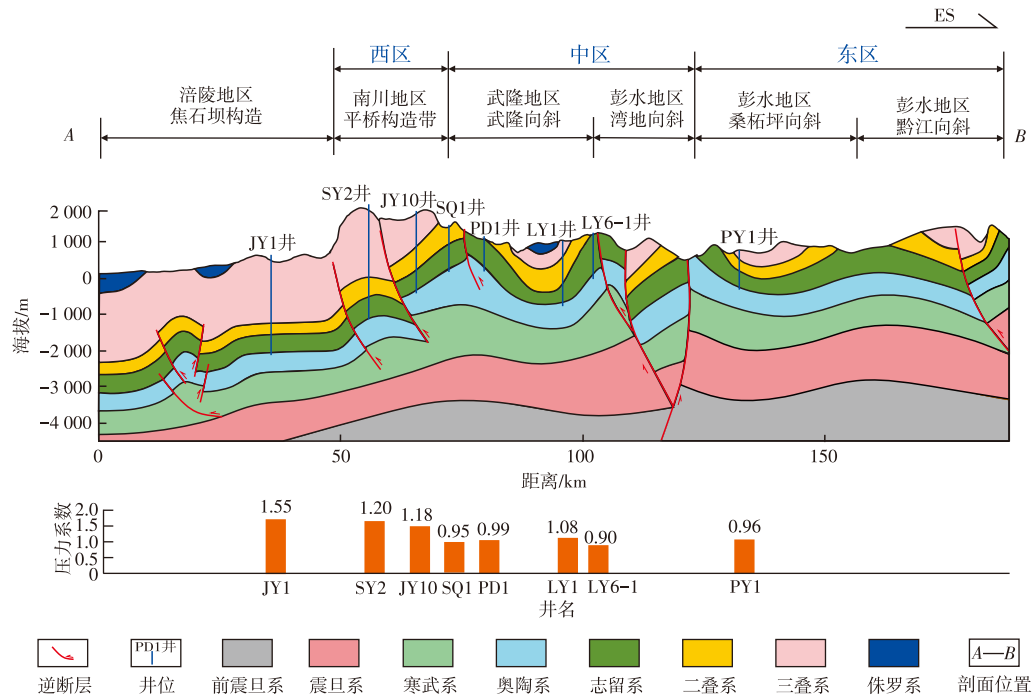 ES
西区
中区
东区
涪陵地区
焦石坝构造
南川地区
平桥构造带
武隆地区
武隆向斜
彭水地区
湾地向斜
彭水地区
桑柘坪向斜
彭水地区
黔江向斜
A
B
SY2井
JY10井
SQ1井
JY1井
PD1井
LY1井
LY6-1井
PY1井
海拔/m
2 000
1 000
0
−1 000
−2 000
−3 000
−4 000
0
50
100
150
距离/km
压力系数
2.0
1.5
1.0
0.5
0
1.55
1.20
1.18
0.95
0.99
1.08
0.90
0.96
JY1
SY2
JY10
SQ1
PD1
LY1
LY6-1
PY1
井名
PD1井
A—B
逆断层
井位
前震旦系
震旦系
寒武系
奥陶系
志留系
二叠系
三叠系
侏罗系
剖面位置